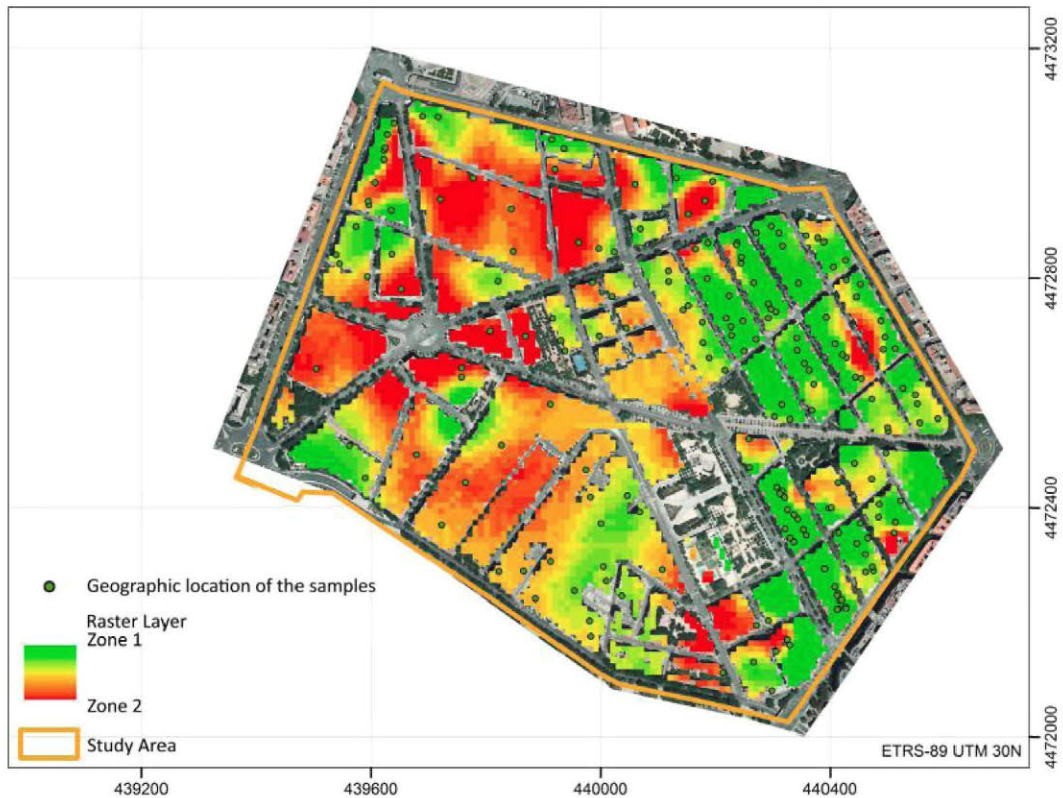 4473200
4472800
4472400
4472000
Geographic location of the samples
Raster Layer
Zone 1
Zone 2
Study Area
ETRS-89 UTM 30N
439200
439600
440000
440400